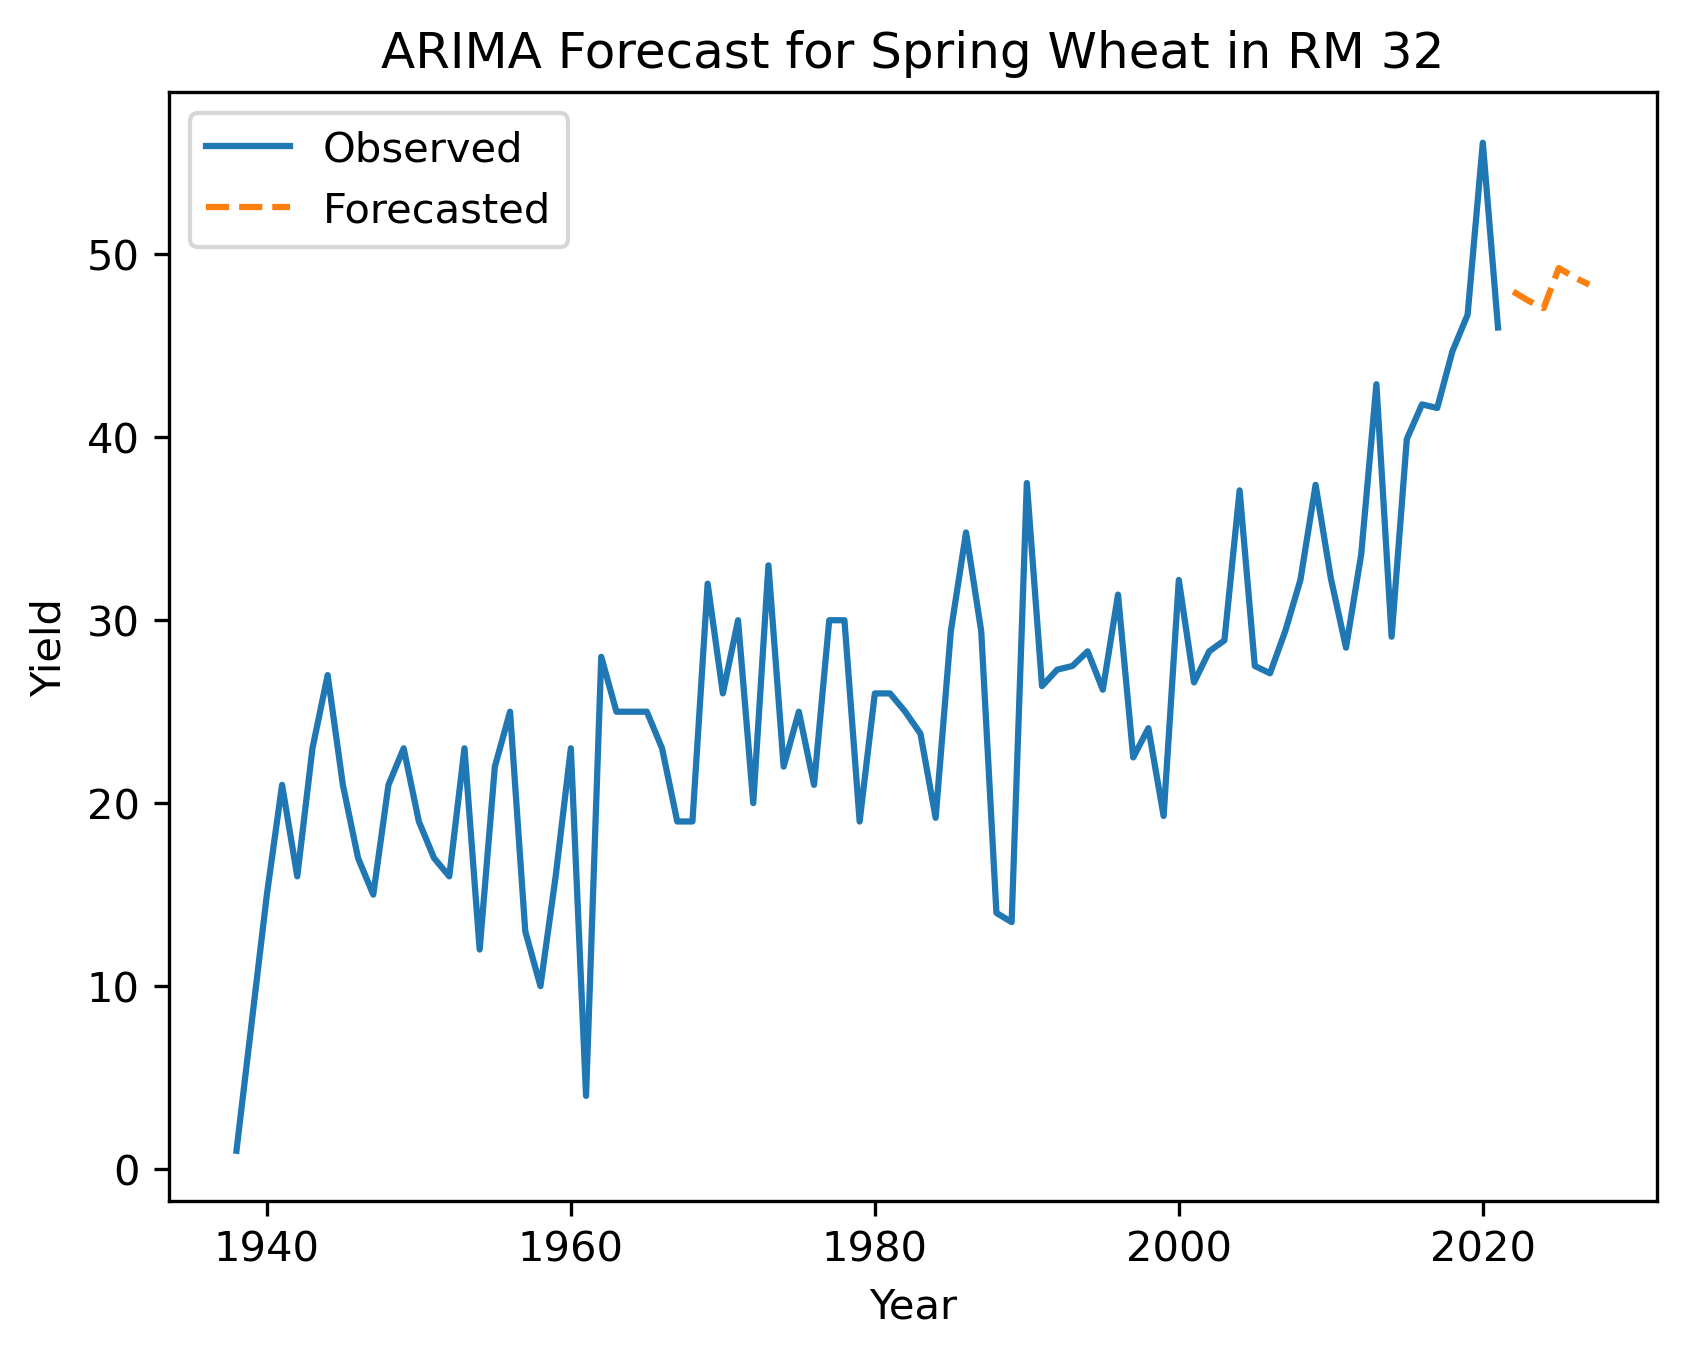 ARIMA Forecast for Spring Wheat in RM 32
Observed
Forecasted
50
40
30
20
10
0
Yield
1940 1960 1980 2000 2020
Year